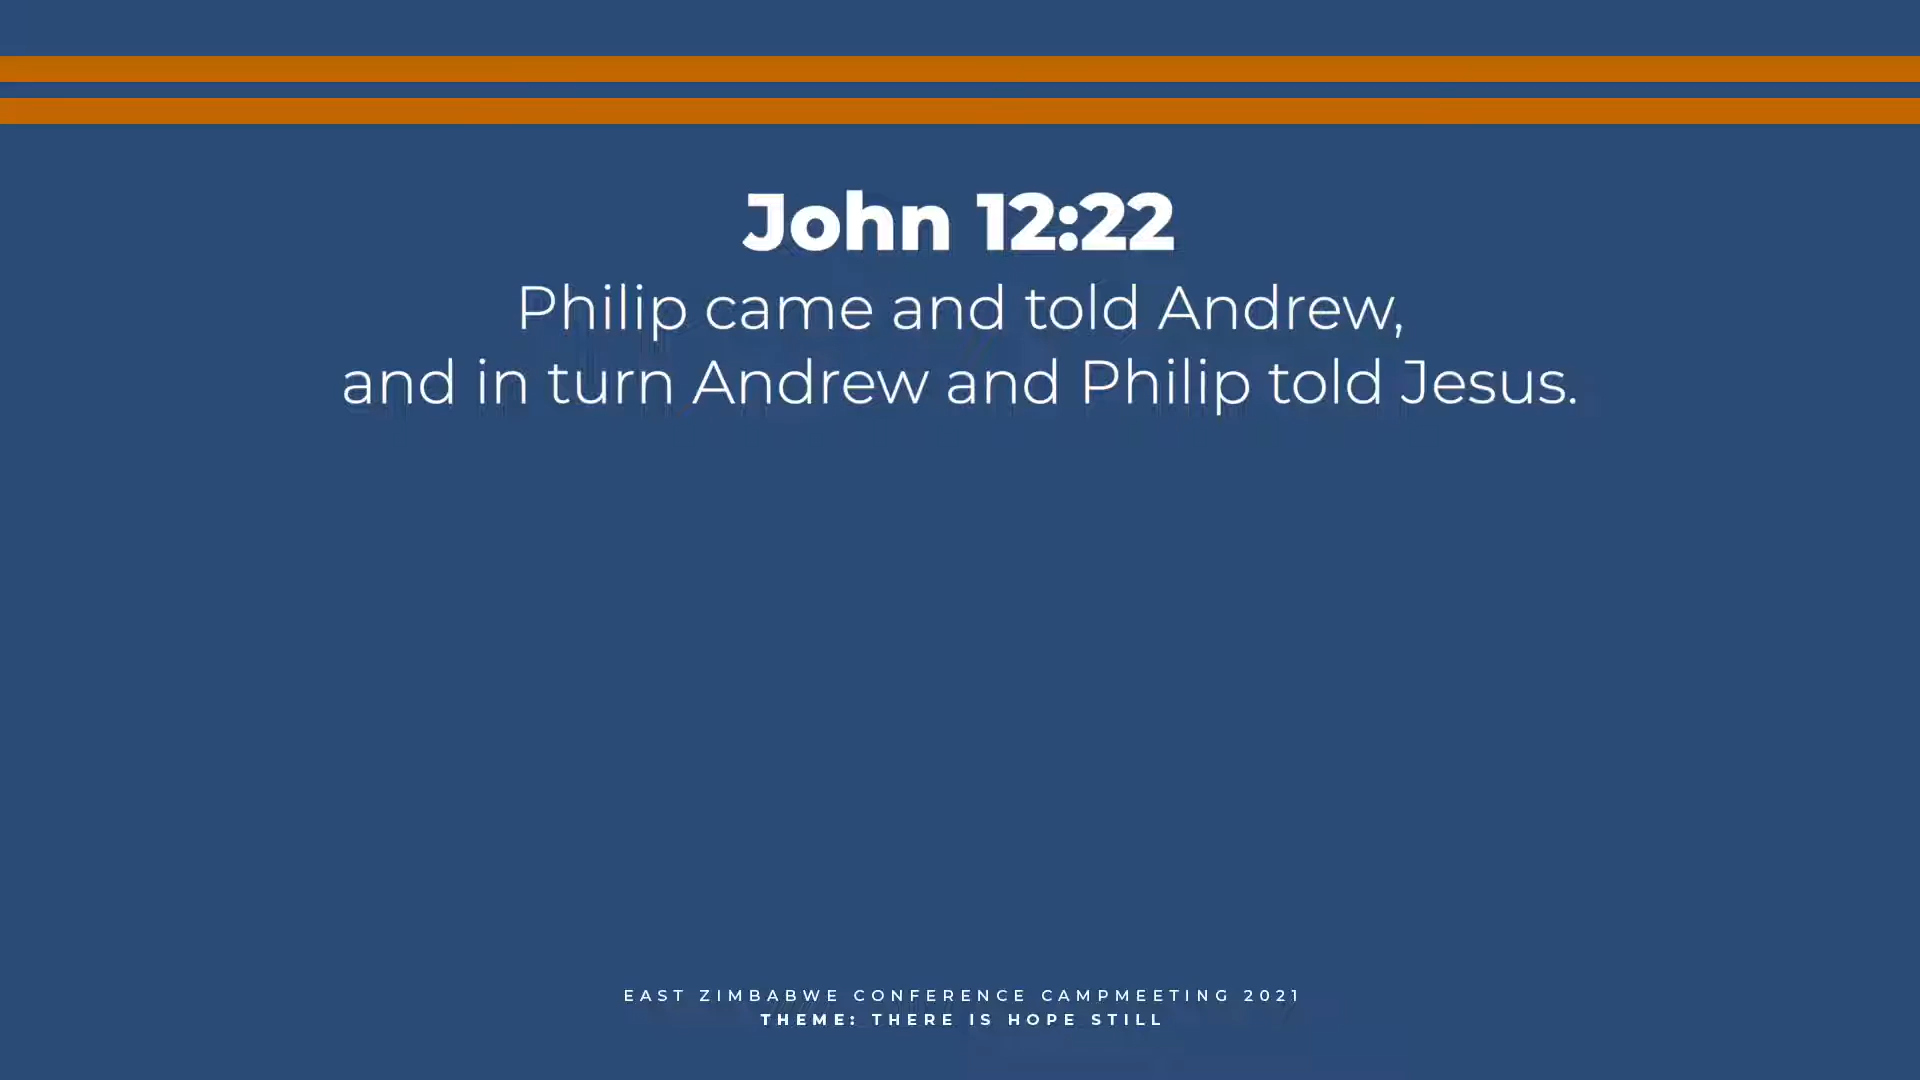 John 12:22
Philip came and told Andrew,
and in turn Andrew and Philip told Jesus.
EAST ZIMBABWE CONFERENCE CAMPMEETING 2021
THEME: THERE IS HOPE STILL